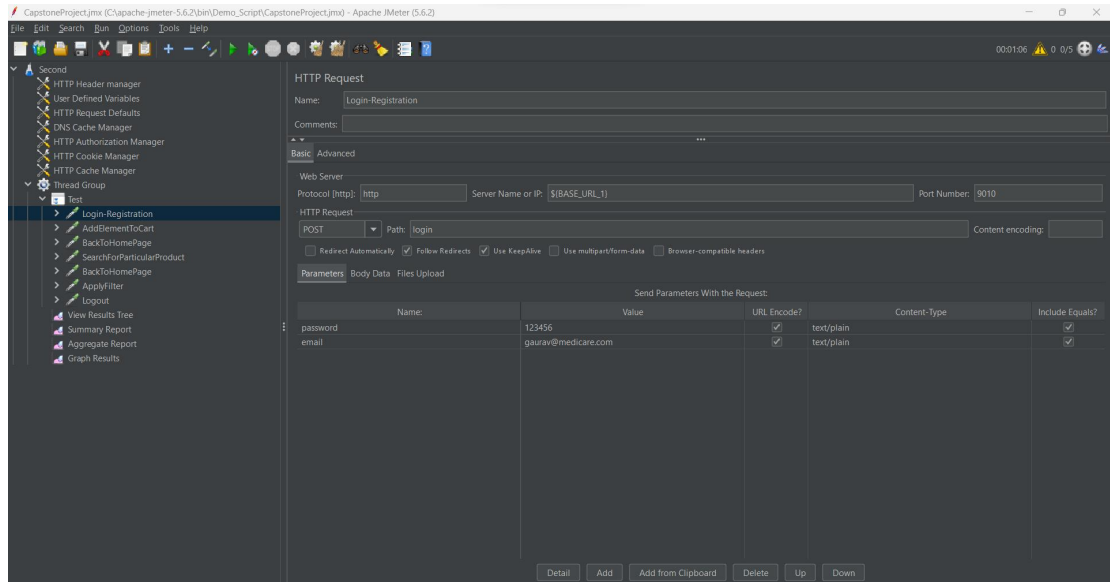 CapstoneProject.jmx (C:\apache-jmeter-5.6.2\bin\Demo_Script\CapstoneProject.jmx) - Apache JMeter (5.6.2)
File Edit Search Run Options Tools Help
00:01:06 0 0/5
Second
HTTP Header manager
User Defined Variables
HTTP Request Defaults
DNS Cache Manager
HTTP Authorization Manager
HTTP Cookie Manager
HTTP Cache Manager
Thread Group
Test
Login-Registration
AddElementToCart
BackToHomePage
SearchForParticularProduct
BackToHomePage
ApplyFilter
Logout
View Results Tree
Summary Report
Aggregate Report
Graph Results
HTTP Request
Name: Login-Registration
Comments:
Basic Advanced
Web Server
Protocol [http]: http Server Name or IP: ${BASE_URL_1} Port Number: 9010
HTTP Request
POST Path: login Content encoding:
Redirect Automatically Follow Redirects Use KeepAlive Use multipart/form-data Browser-compatible headers
Parameters Body Data Files Upload
Send Parameters With the Request:
Name: Value URL Encode? Content-Type Include Equals?
password 123456 text/plain
email gaurav@medicare.com text/plain
Detail Add Add from Clipboard Delete Up Down